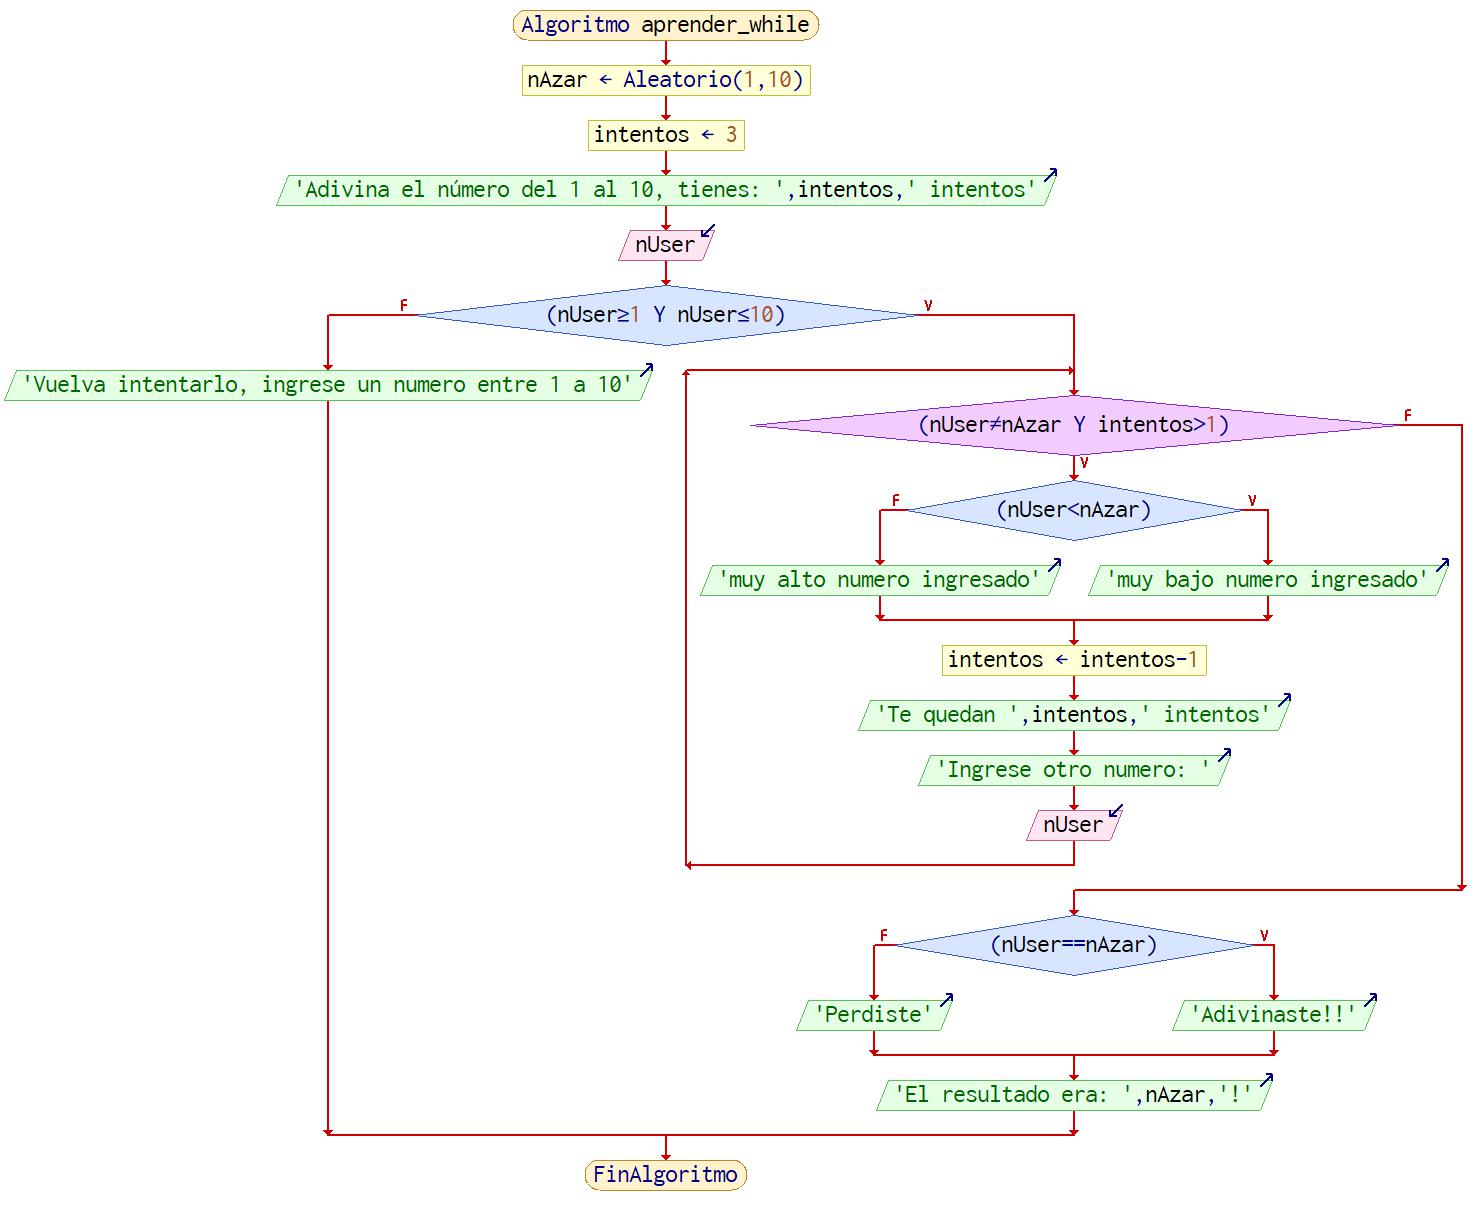 Algoritmo aprender_while
nAzar ← Aleatorio(1,10)
intentos ← 3
'Adivina el número del 1 al 10, tienes: ',intentos,' intentos'
nUser
F
(nUser≥1 Y nUser≤10)
V
'Vuelva intentarlo, ingrese un numero entre 1 a 10'
(nUser≠nAzar Y intentos>1)
F
V
F
(nUser<nAzar)
V
'muy alto numero ingresado'
'muy bajo numero ingresado'
intentos ← intentos-1
'Te quedan ',intentos,' intentos'
'Ingrese otro numero: '
nUser
F
(nUser==nAzar)
V
'Perdiste'
'Adivinaste!!'
'El resultado era: ',nAzar,'!'
FinAlgoritmo